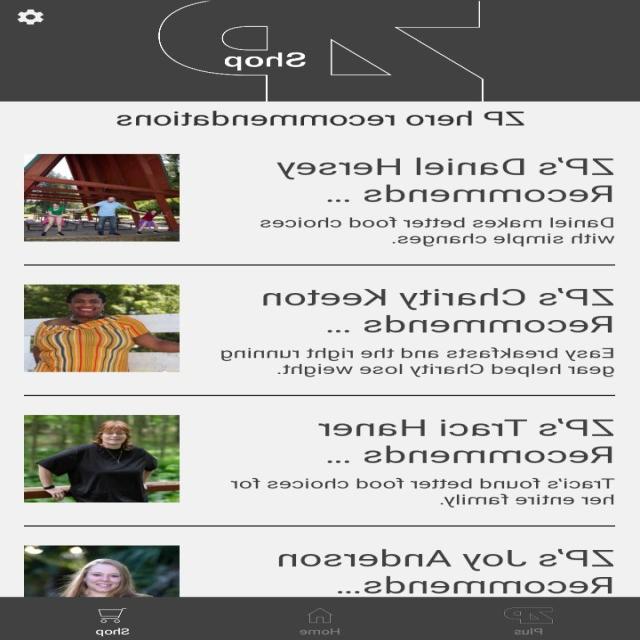 ZP
Shop
ZP hero recommendations
ZP's Daniel Hersey
Recommends ...
Daniel makes better food choices
with simple changes.
ZP's Charity Keeton
Recommends ...
Easy breakfasts and the right running
gear helped Charity lose weight.
ZP's Traci Haner
Recommends ...
Traci's found better food choices for
her entire family.
ZP's Joy Anderson
Recommends...
ZP
Plus
Home
Shop